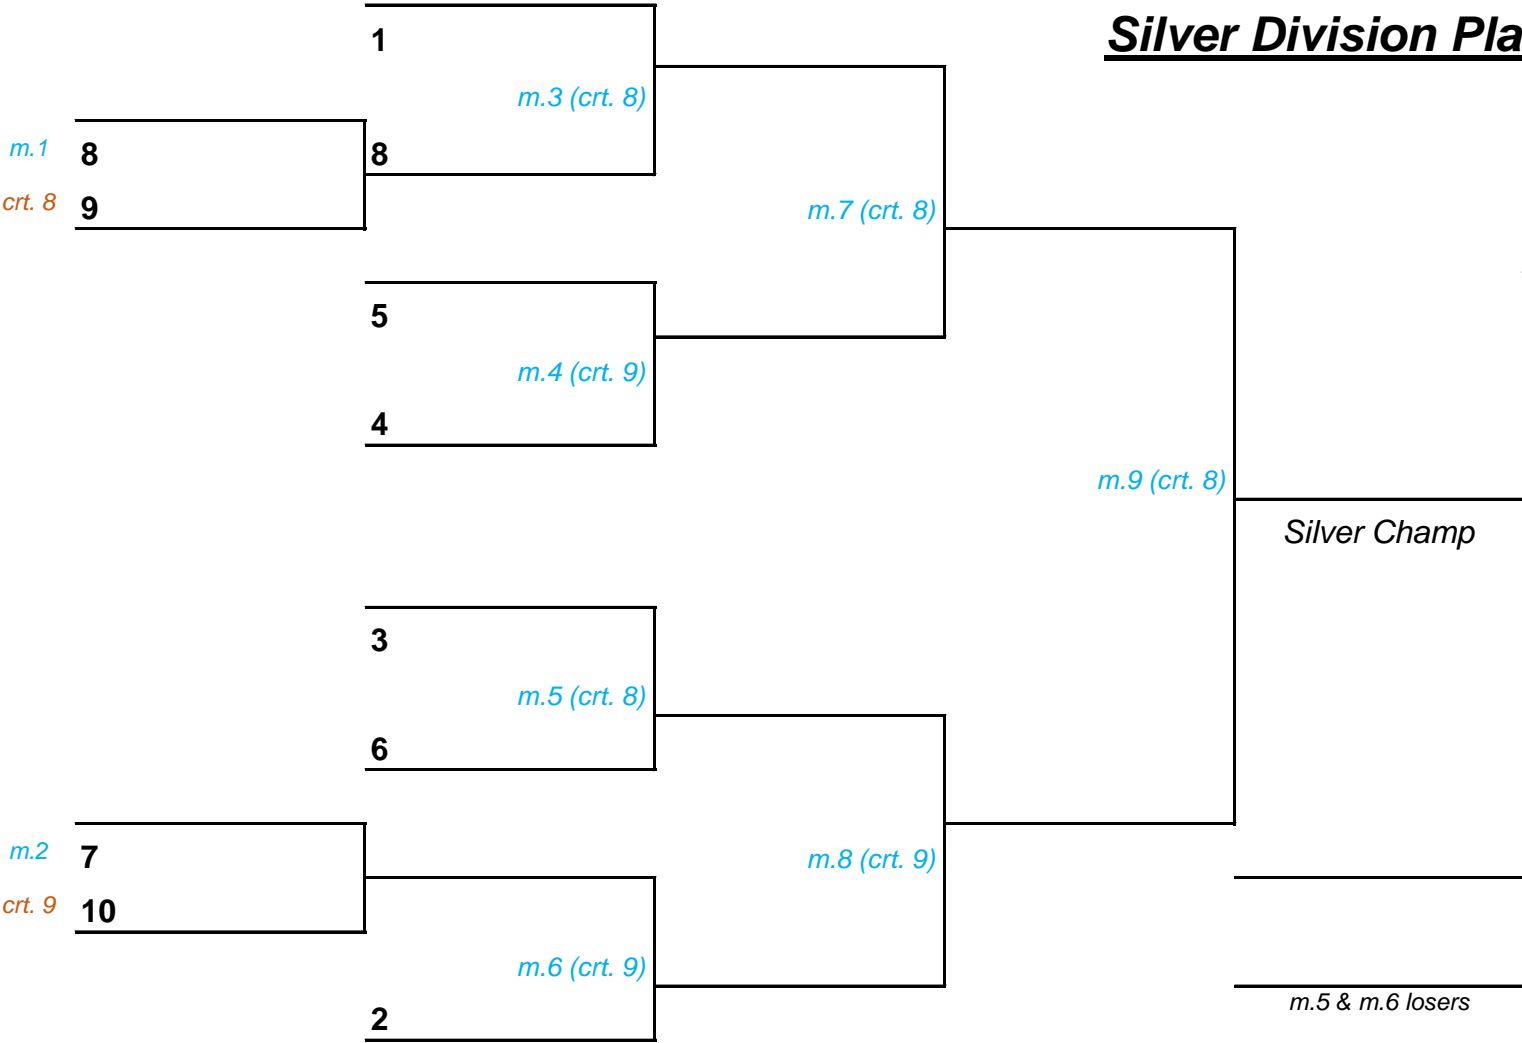 Silver Division Pla
1
m.3 (crt. 8)
m.1 8
8
crt. 8 9
m.7 (crt. 8)
5
m.4 (crt. 9)
4
m.9 (crt. 8)
Silver Champ
3
m.5 (crt. 8)
6
m.2 7
m.8 (crt. 9)
crt. 9 10
m.6 (crt. 9)
m.5 & m.6 losers
2